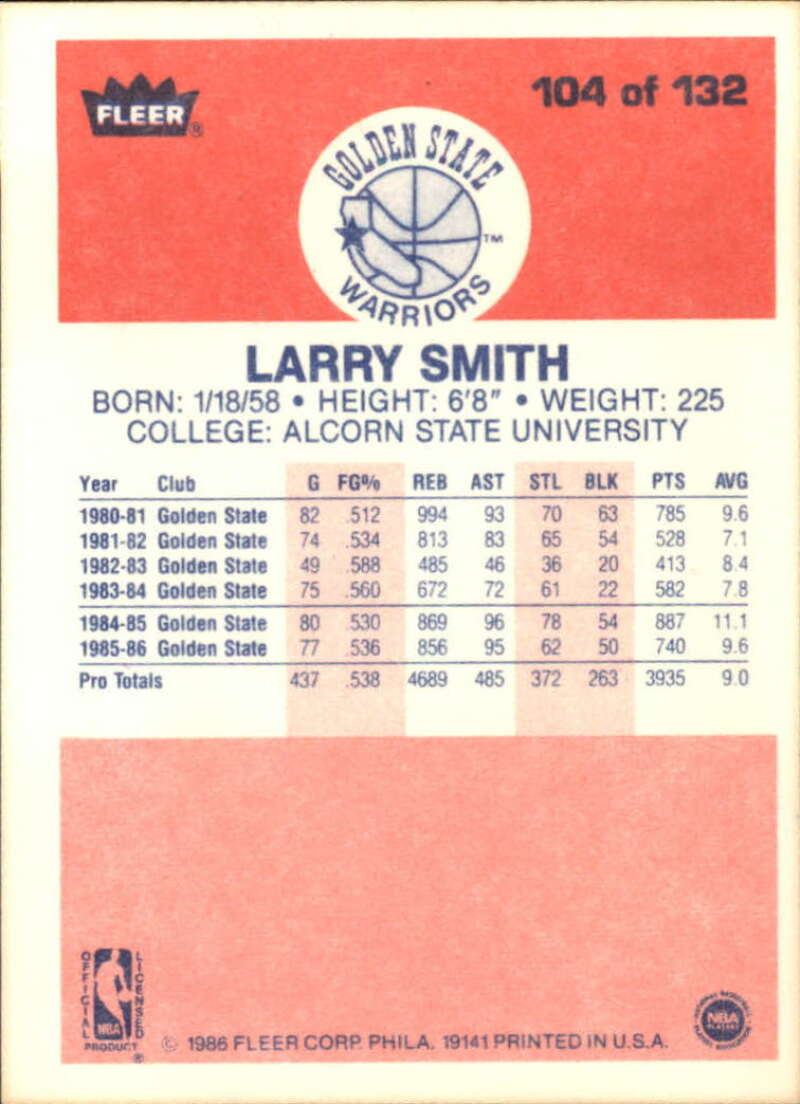 FLEER®
104 of 132
GOLDEN STATE
WARRIORS
TM
LARRY SMITH
BORN: 1/18/58 • HEIGHT: 6'8" • WEIGHT: 225
COLLEGE: ALCORN STATE UNIVERSITY
Year Club G FG% REB AST STL BLK PTS AVG
1980-81 Golden State 82 .512 994 93 70 63 785 9.6
1981-82 Golden State 74 .534 813 83 65 54 528 7.1
1982-83 Golden State 49 .588 485 46 36 20 413 8.4
1983-84 Golden State 75 .560 672 72 61 22 582 7.8
1984-85 Golden State 80 .530 869 96 78 54 887 11.1
1985-86 Golden State 77 .536 856 95 62 50 740 9.6
Pro Totals 437 .538 4689 485 372 263 3935 9.0
OFFICIAL
LICENSED
NBA
PRODUCT
®
© 1986 FLEER CORP. PHILA. 19141 PRINTED IN U.S.A.
NBA
PLAYERS